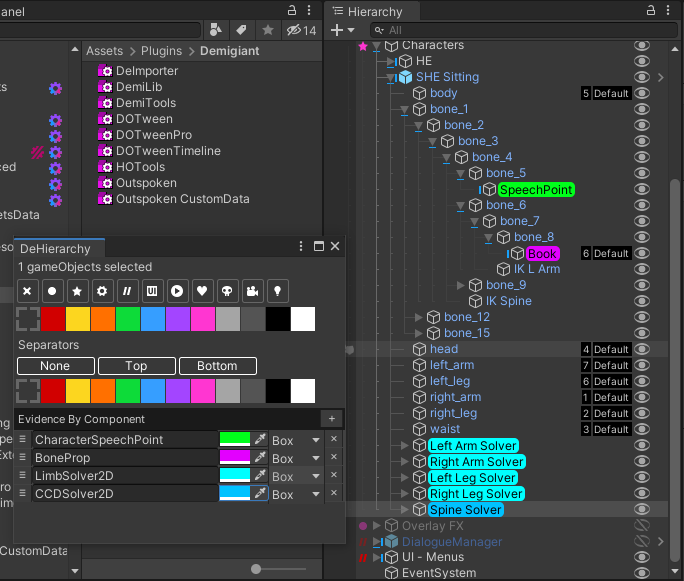 anel
14
Assets > Plugins > Demigiant
DeImporter
DemiLib
DemiTools
DOTween
DOTweenPro
DOTweenTimeline
HOTools
Outspoken
Outspoken CustomData
ts
ced
etsData
esso
Exte
im
CustomData
DeHierarchy
1 gameObjects selected
Separators
None
Top
Bottom
Evidence By Component
+
CharacterSpeechPoint Box
BoneProp Box
LimbSolver2D Box
CCDSolver2D Box
Hierarchy
All
Characters
HE
SHE Sitting
body 5 Default
bone_1
bone_2
bone_3
bone_4
bone_5
SpeechPoint
bone_6
bone_7
bone_8
Book 6 Default
IK L Arm
bone_9
IK Spine
bone_12
bone_15
head 4 Default
left_arm 7 Default
left_leg 6 Default
right_arm 1 Default
right_leg 2 Default
waist 3 Default
Left Arm Solver
Right Arm Solver
Left Leg Solver
Right Leg Solver
Spine Solver
Overlay FX
DialogueManager
UI - Menus
EventSystem